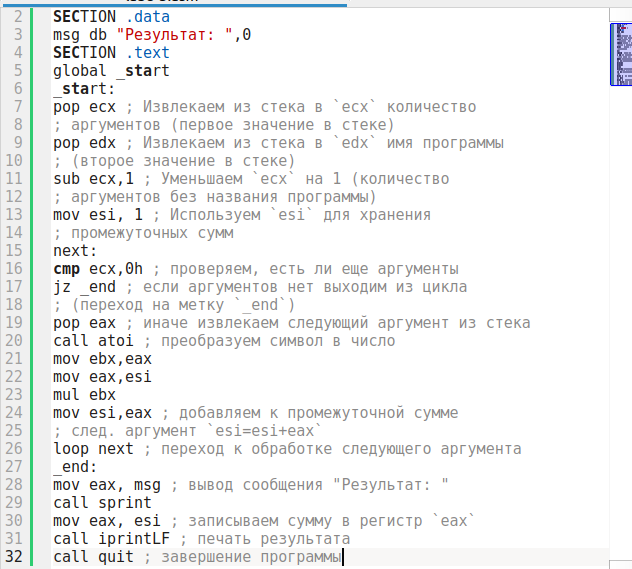 2 SECTION .data
3 msg db "Результат: ",0
4 SECTION .text
5 global _start
6 _start:
7 pop ecx ; Извлекаем из стека в `ecx` количество
8 ; аргументов (первое значение в стеке)
9 pop edx ; Извлекаем из стека в `edx` имя программы
10 ; (второе значение в стеке)
11 sub ecx,1 ; Уменьшаем `ecx` на 1 (количество
12 ; аргументов без названия программы)
13 mov esi, 1 ; Используем `esi` для хранения
14 ; промежуточных сумм
15 next:
16 cmp ecx,0h ; проверяем, есть ли еще аргументы
17 jz _end ; если аргументов нет выходим из цикла
18 ; (переход на метку `_end`)
19 pop eax ; иначе извлекаем следующий аргумент из стека
20 call atoi ; преобразуем символ в число
21 mov ebx,eax
22 mov eax,esi
23 mul ebx
24 mov esi,eax ; добавляем к промежуточной сумме
25 ; след. аргумент `esi=esi+eax`
26 loop next ; переход к обработке следующего аргумента
27 _end:
28 mov eax, msg ; вывод сообщения "Результат: "
29 call sprint
30 mov eax, esi ; записываем сумму в регистр `eax`
31 call iprintLF ; печать результата
32 call quit ; завершение программы